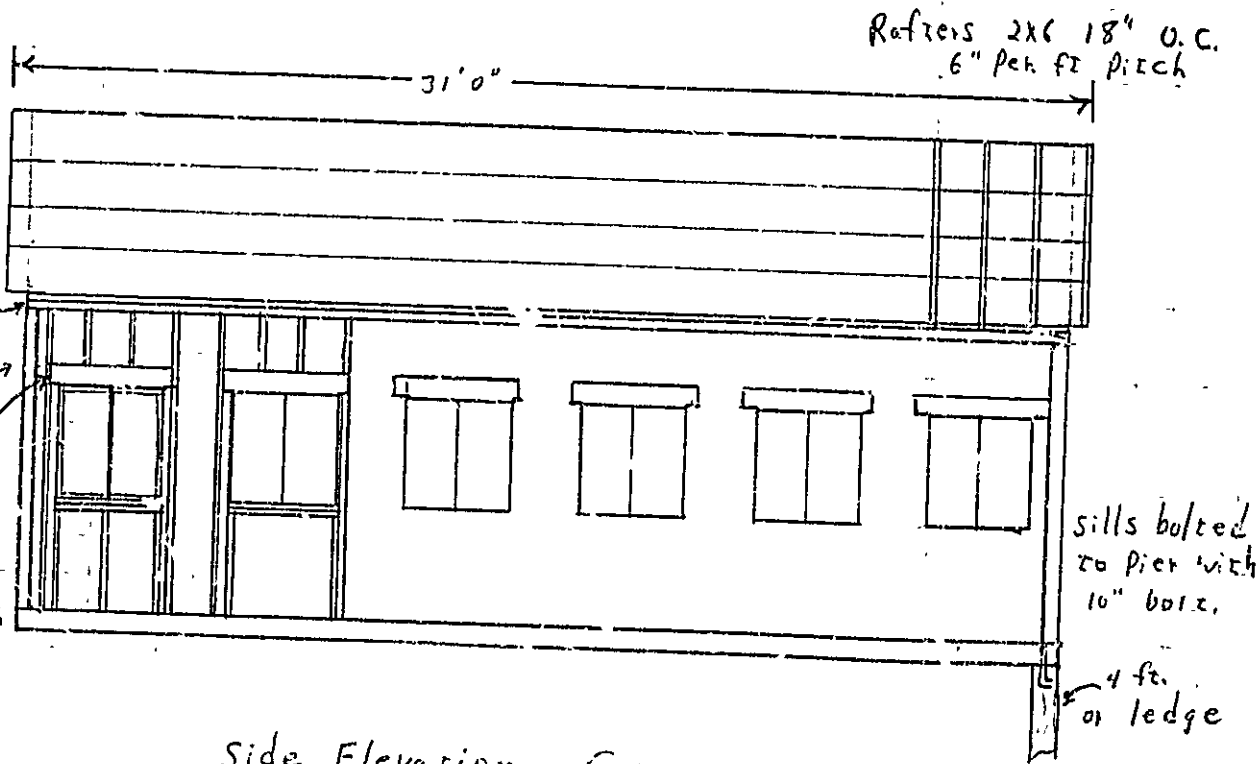 Rafters 2x6 18" O.C.
6" Per ft Pitch
31'0"
sills bolted
to Pier with
10" bolt.
4 ft.
or ledge
Side Elevation